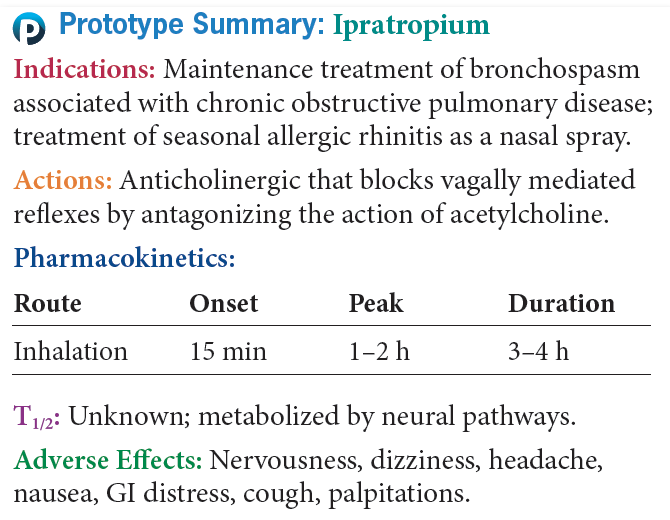 P Prototype Summary: Ipratropium
Indications: Maintenance treatment of bronchospasm
associated with chronic obstructive pulmonary disease;
treatment of seasonal allergic rhinitis as a nasal spray.
Actions: Anticholinergic that blocks vagally mediated
reflexes by antagonizing the action of acetylcholine.
Pharmacokinetics:
Route Onset Peak Duration
Inhalation 15 min 1–2 h 3–4 h
T1/2: Unknown; metabolized by neural pathways.
Adverse Effects: Nervousness, dizziness, headache,
nausea, GI distress, cough, palpitations.